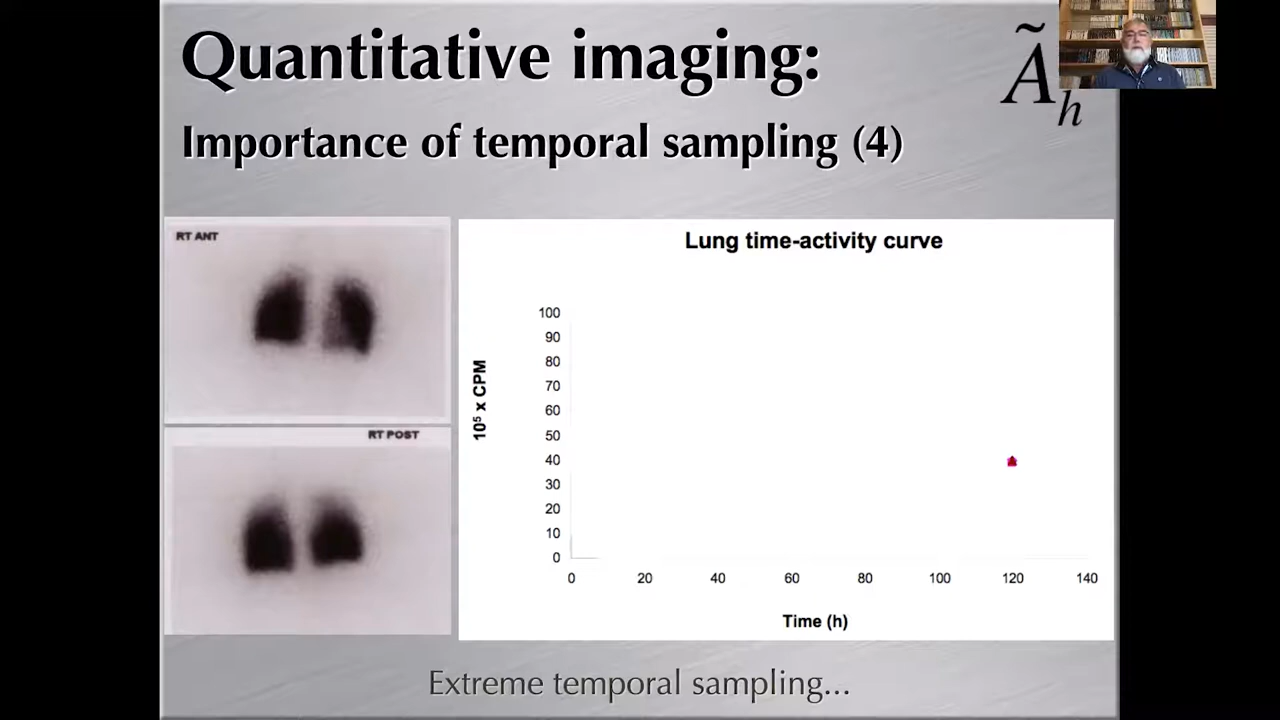 Quantitative imaging:
Ãh
Importance of temporal sampling (4)
RT ANT
RT POST
Lung time-activity curve
10⁵ x CPM
100
90
80
70
60
50
40
30
20
10
0
0 20 40 60 80 100 120 140
Time (h)
Extreme temporal sampling...